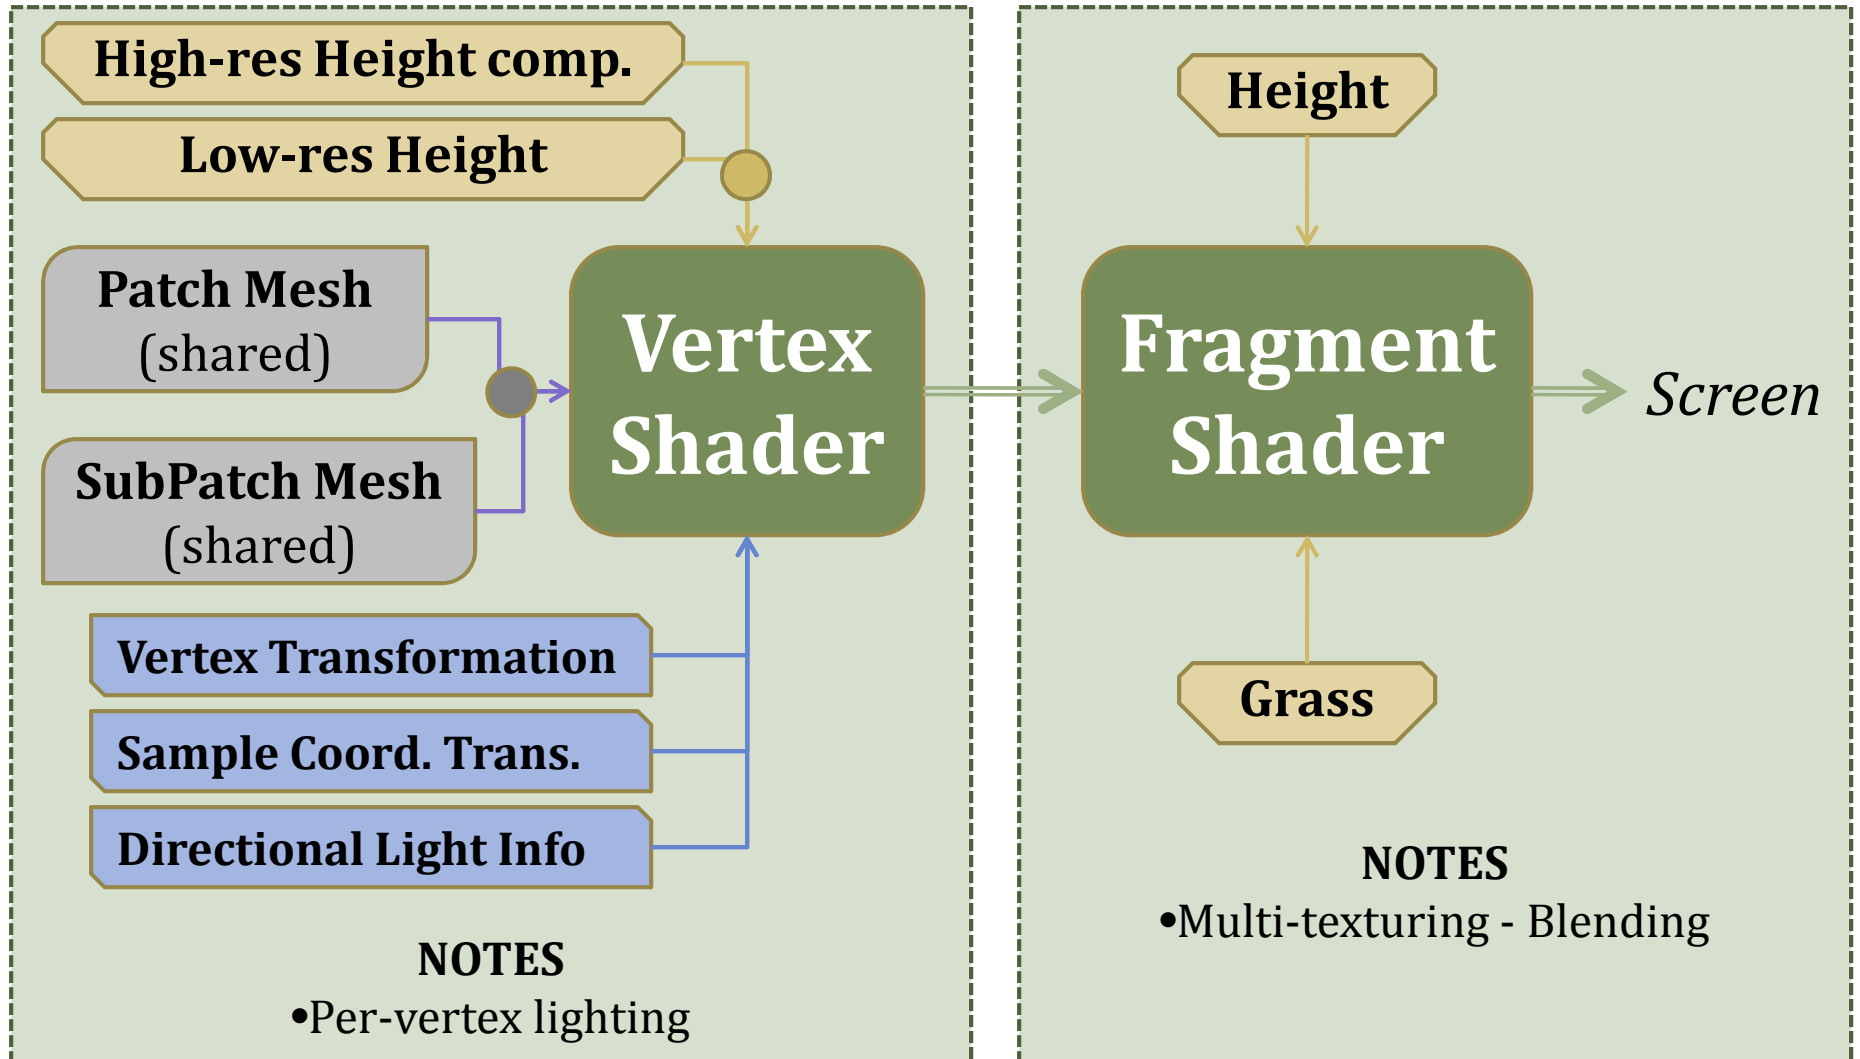 High-res Height comp.
Low-res Height
Patch Mesh
(shared)
SubPatch Mesh
(shared)
Vertex
Shader
Vertex Transformation
Sample Coord. Trans.
Directional Light Info
NOTES
•Per-vertex lighting
Height
Fragment
Shader
Screen
Grass
NOTES
•Multi-texturing - Blending